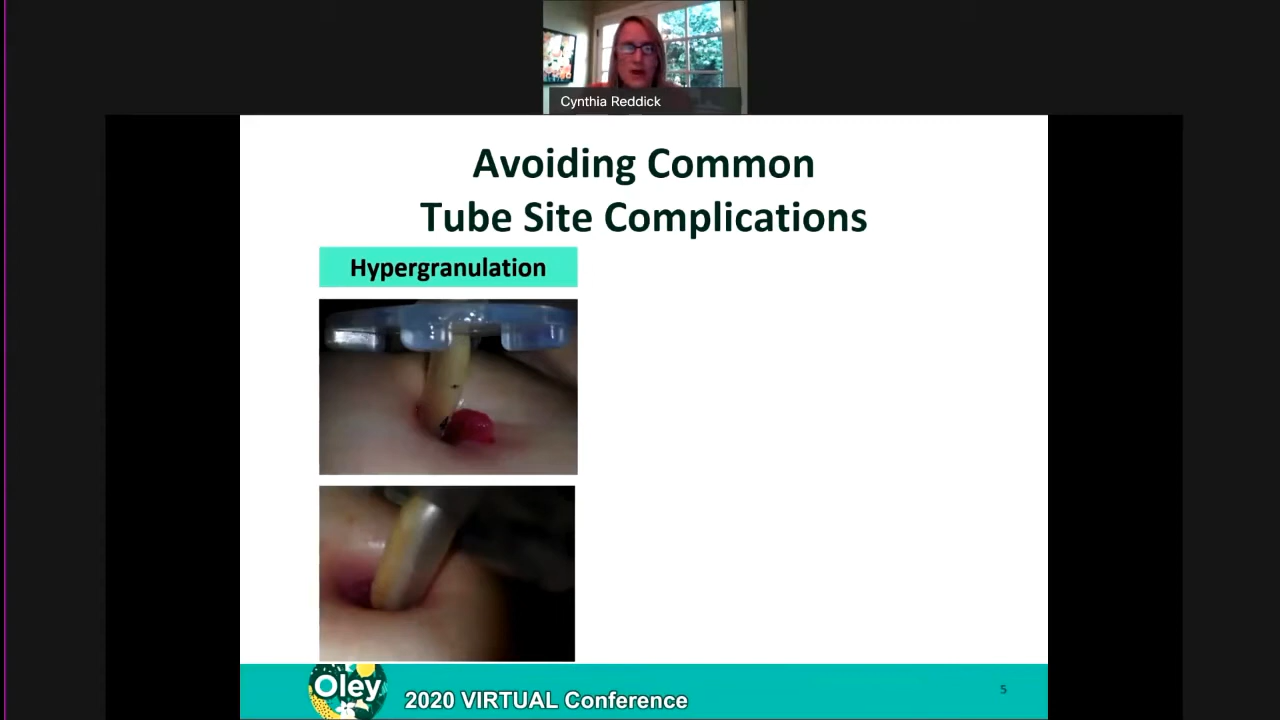 Cynthia Reddick
Avoiding Common
Tube Site Complications
Hypergranulation
Oley
2020 VIRTUAL Conference
5